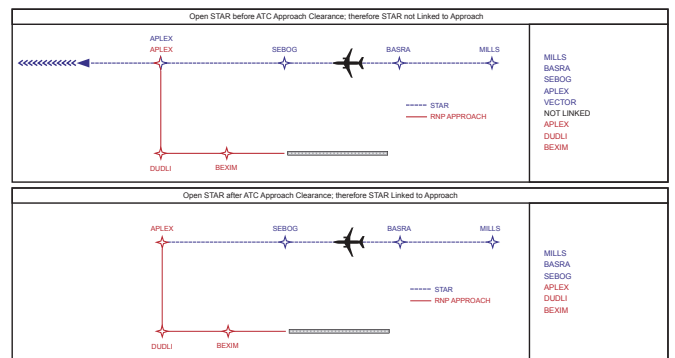 Open STAR before ATC Approach Clearance; therefore STAR not Linked to Approach
APLEX
APLEX
SEBOG
BASRA
MILLS
STAR
RNP APPROACH
DUDLI
BEXIM
MILLS
BASRA
SEBOG
APLEX
VECTOR
NOT LINKED
APLEX
DUDLI
BEXIM
Open STAR after ATC Approach Clearance; therefore STAR Linked to Approach
APLEX
SEBOG
BASRA
MILLS
STAR
RNP APPROACH
DUDLI
BEXIM
MILLS
BASRA
SEBOG
APLEX
DUDLI
BEXIM